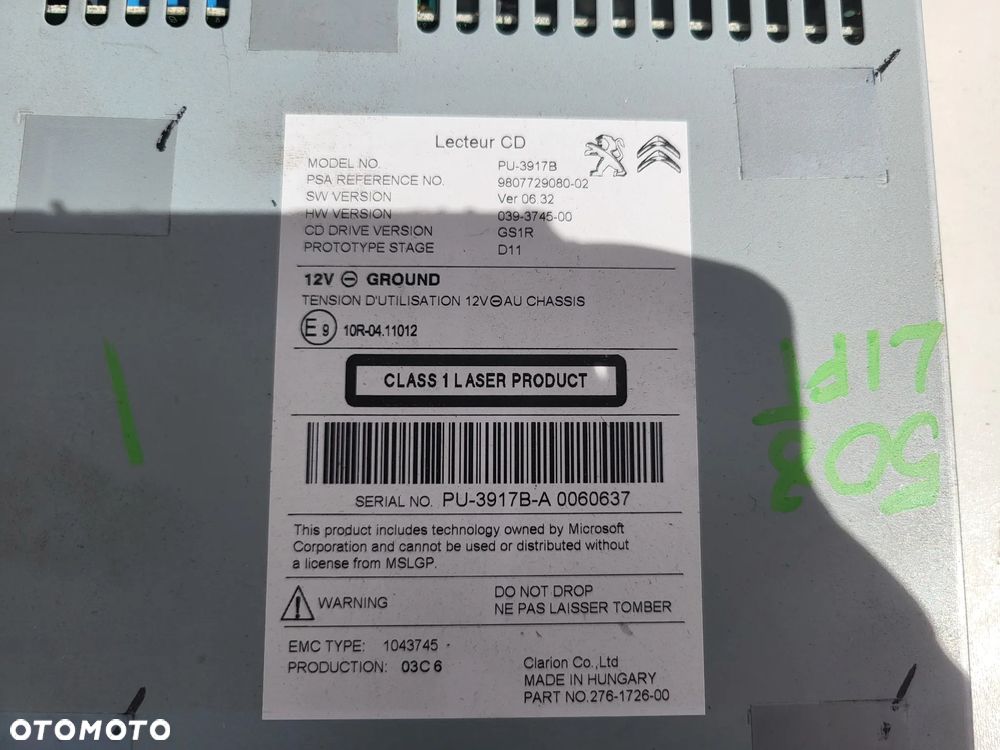 Lecteur CD
MODEL NO. PU-3917B
PSA REFERENCE NO. 9807729080-02
SW VERSION Ver 06.32
HW VERSION 039-3745-00
CD DRIVE VERSION GS1R
PROTOTYPE STAGE D11
12V ⊖ GROUND
TENSION D'UTILISATION 12V⊖AU CHASSIS
E9 10R-04.11012
CLASS 1 LASER PRODUCT
SERIAL NO. PU-3917B-A 0060637
This product includes technology owned by Microsoft
Corporation and cannot be used or distributed without
a license from MSLGP.
WARNING
DO NOT DROP
NE PAS LAISSER TOMBER
EMC TYPE: 1043745
PRODUCTION: 03C 6
Clarion Co.,Ltd
MADE IN HUNGARY
PART NO.276-1726-00
508
LIFT
OTOMOTO